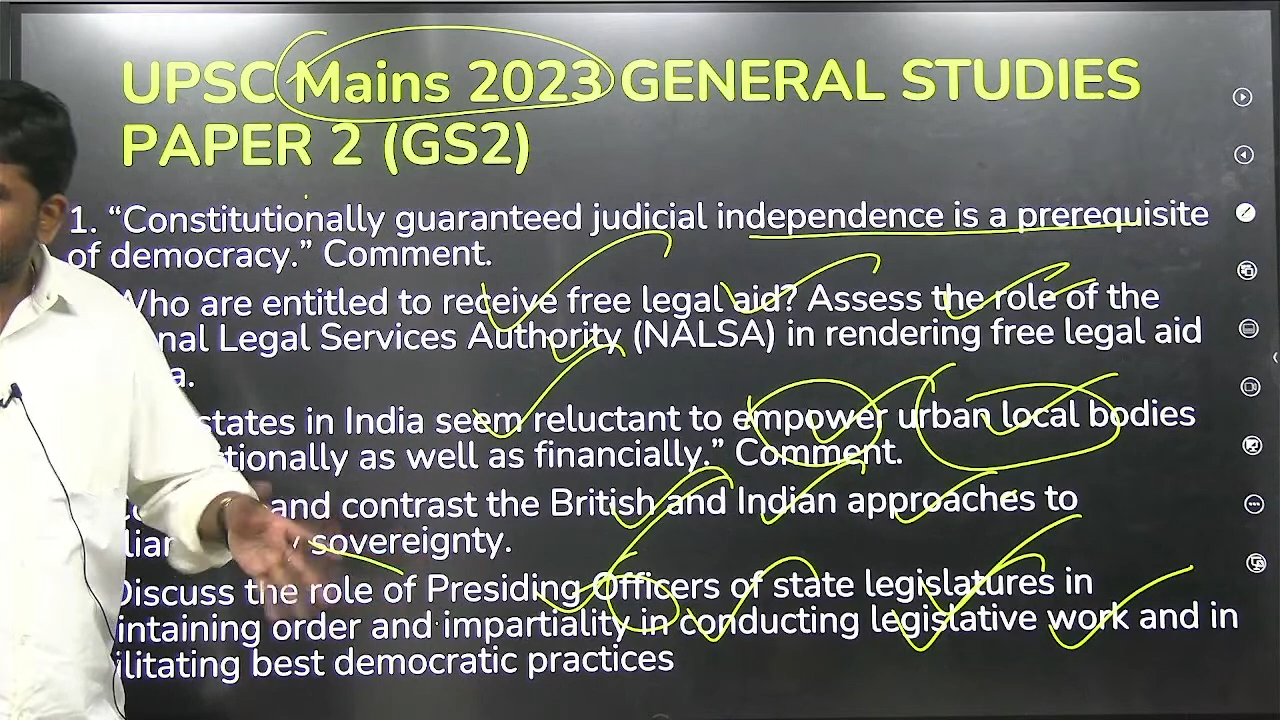 UPSC Mains 2023 GENERAL STUDIES
PAPER 2 (GS2)
1. “Constitutionally guaranteed judicial independence is a prerequisite
of democracy.” Comment.
Who are entitled to receive free legal aid? Assess the role of the
Legal Services Authority (NALSA) in rendering free legal aid
states in India seem reluctant to empower urban local bodies
as well as financially.” Comment.
and contrast the British and Indian approaches to
sovereignty.
Discuss the role of Presiding Officers of state legislatures in
order and impartiality in conducting legislative work and in
best democratic practices